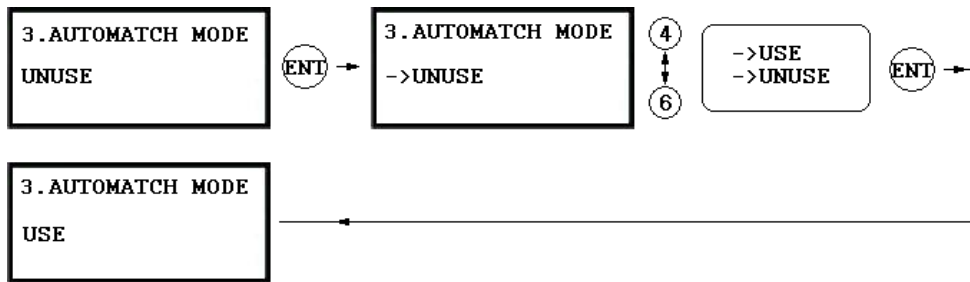 3.AUTOMATCH MODE
UNUSE
ENT
3.AUTOMATCH MODE
->UNUSE
4
6
->USE
->UNUSE
ENT
3.AUTOMATCH MODE
USE